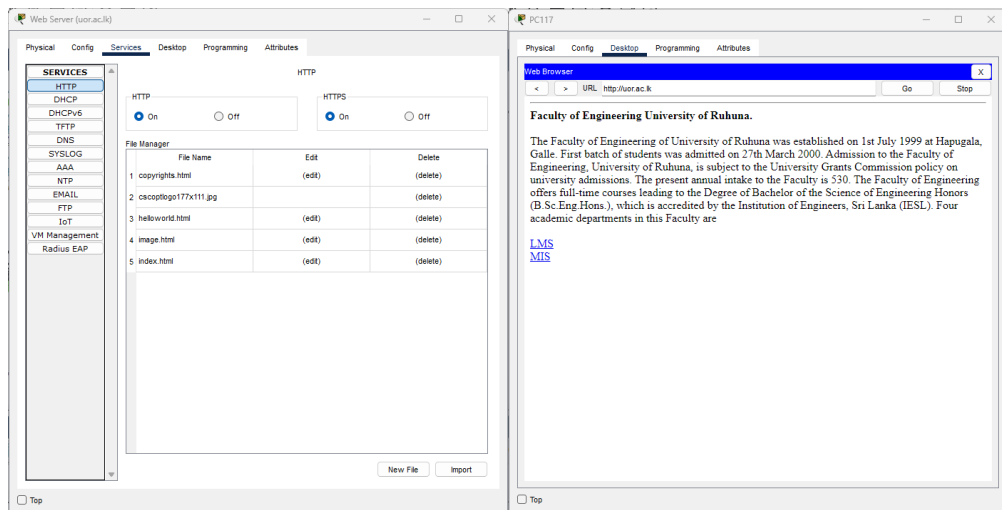 Web Server (uor.ac.lk)
Physical Config Services Desktop Programming Attributes
SERVICES
HTTP
DHCP
DHCPv6
TFTP
DNS
SYSLOG
AAA
NTP
EMAIL
FTP
IoT
VM Management
Radius EAP
HTTP
HTTP
On Off
HTTPS
On Off
File Manager
File Name Edit Delete
1 copyrights.html (edit) (delete)
2 cscoptlogo177x111.jpg (delete)
3 helloworld.html (edit) (delete)
4 image.html (edit) (delete)
5 index.html (edit) (delete)
New File Import
Top
PC117
Physical Config Desktop Programming Attributes
Web Browser X
< > URL http://uor.ac.lk Go Stop
Faculty of Engineering University of Ruhuna.
The Faculty of Engineering of University of Ruhuna was established on 1st July 1999 at Hapugala,
Galle. First batch of students was admitted on 27th March 2000. Admission to the Faculty of
Engineering, University of Ruhuna, is subject to the University Grants Commission policy on
university admissions. The present annual intake to the Faculty is 530. The Faculty of Engineering
offers full-time courses leading to the Degree of Bachelor of the Science of Engineering Honors
(B.Sc.Eng.Hons.), which is accredited by the Institution of Engineers, Sri Lanka (IESL). Four
academic departments in this Faculty are
LMS
MIS
Top